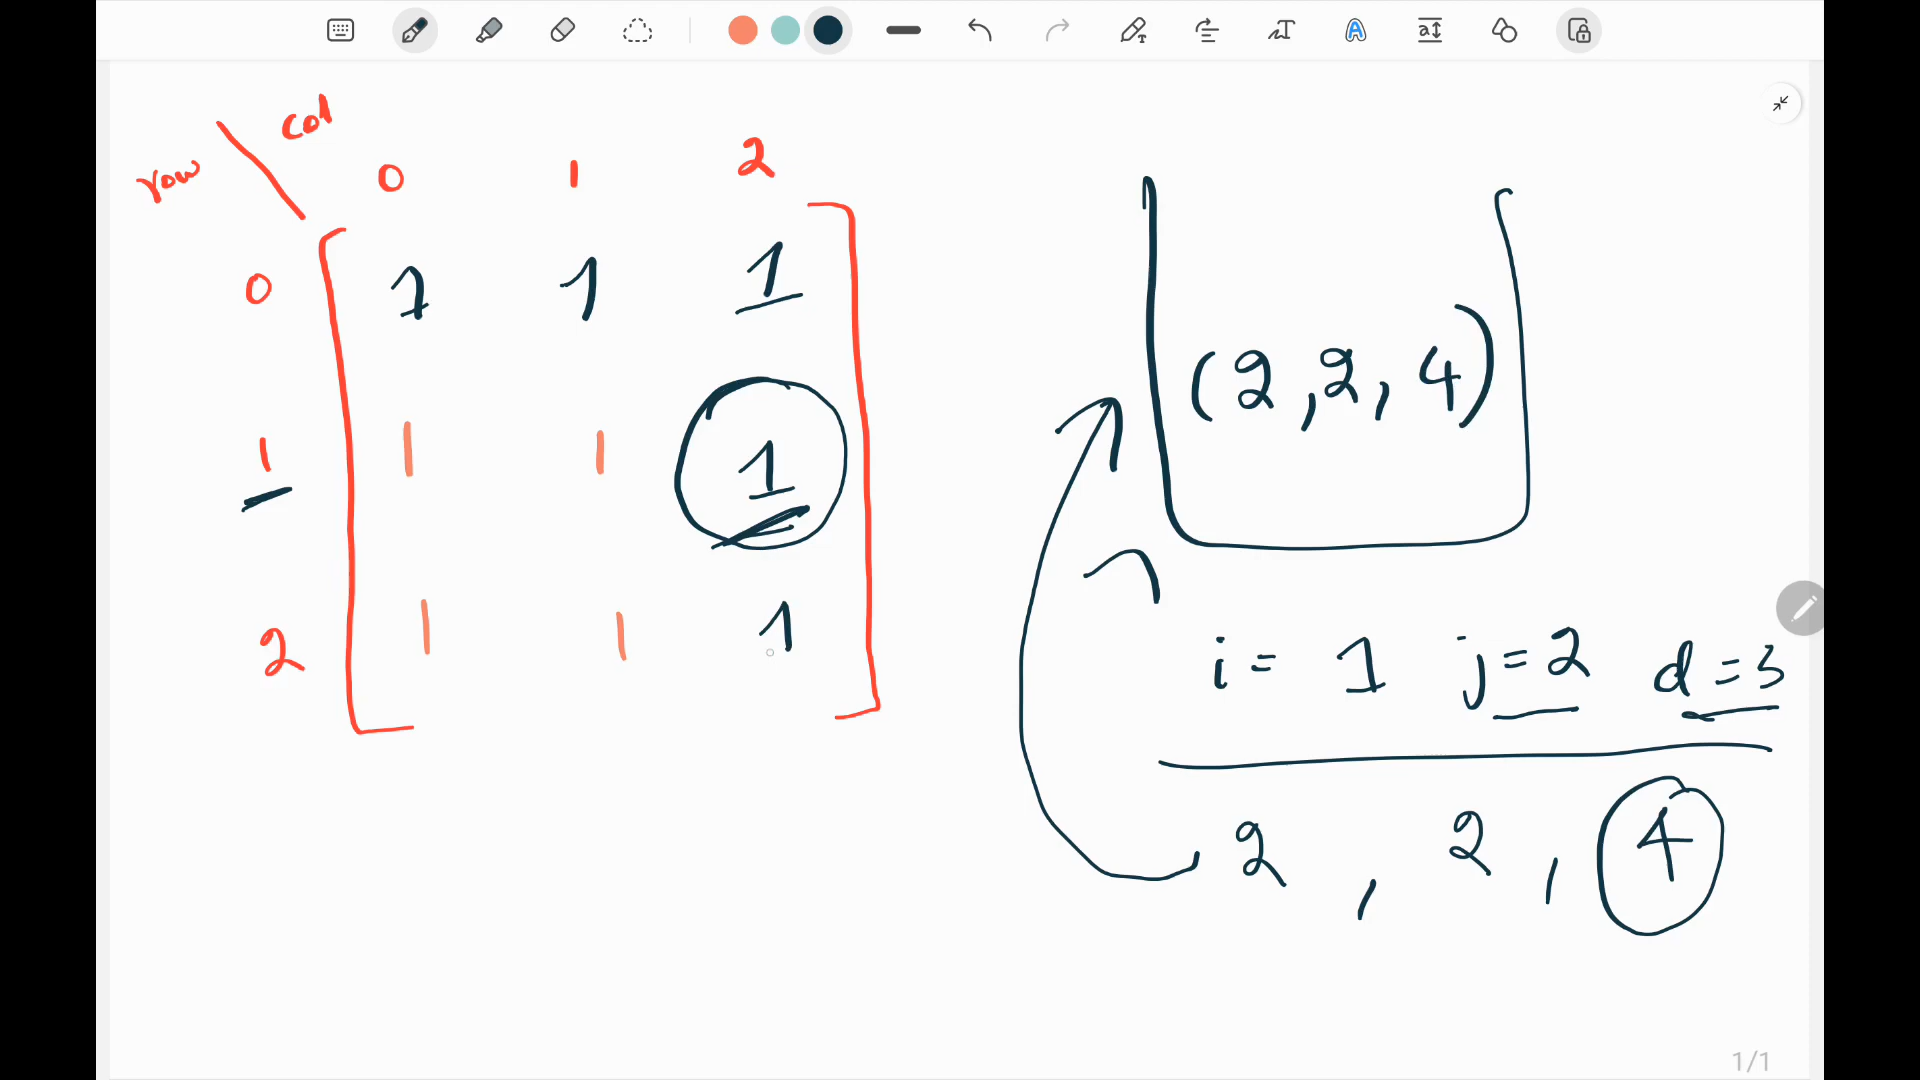 col
row
0 1 2
0 1 1 1
1 1 1 1
2 1 1 1
(2,2,4)
i = 1 j=2 d=3
2 , 2 , 4
1/1